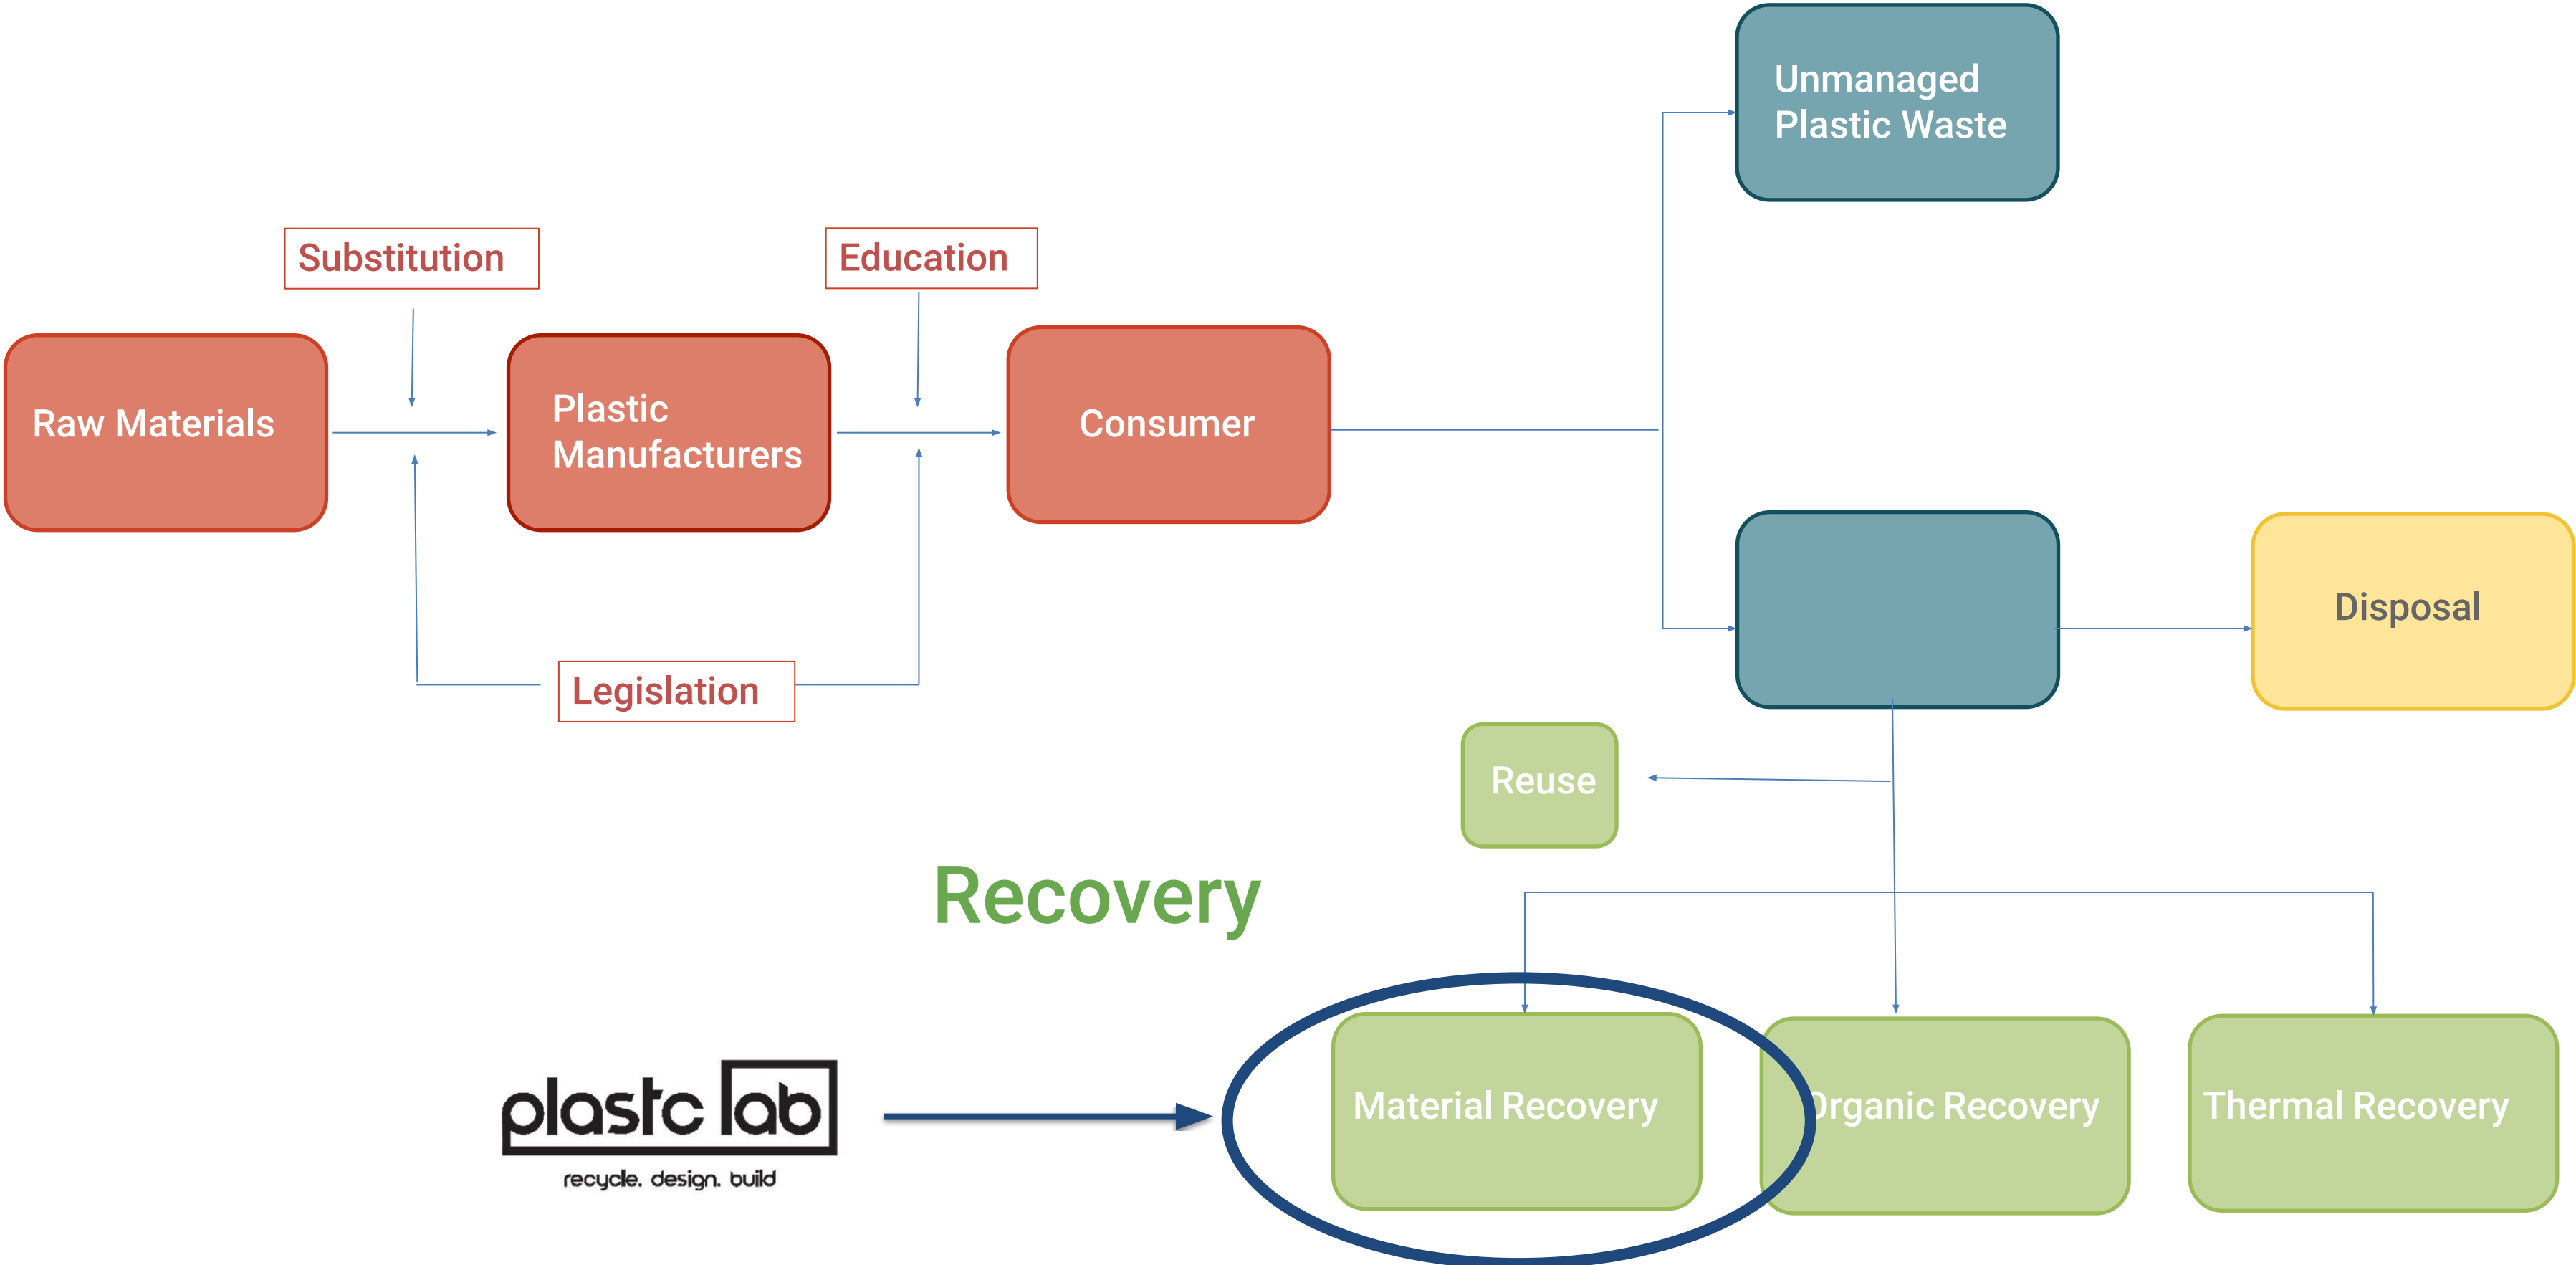 Unmanaged
Plastic Waste
Substitution
Education
Raw Materials
Plastic
Manufacturers
Consumer
Disposal
Legislation
Reuse
Recovery
plastc lab
recycle. design. build
Material Recovery
Organic Recovery
Thermal Recovery